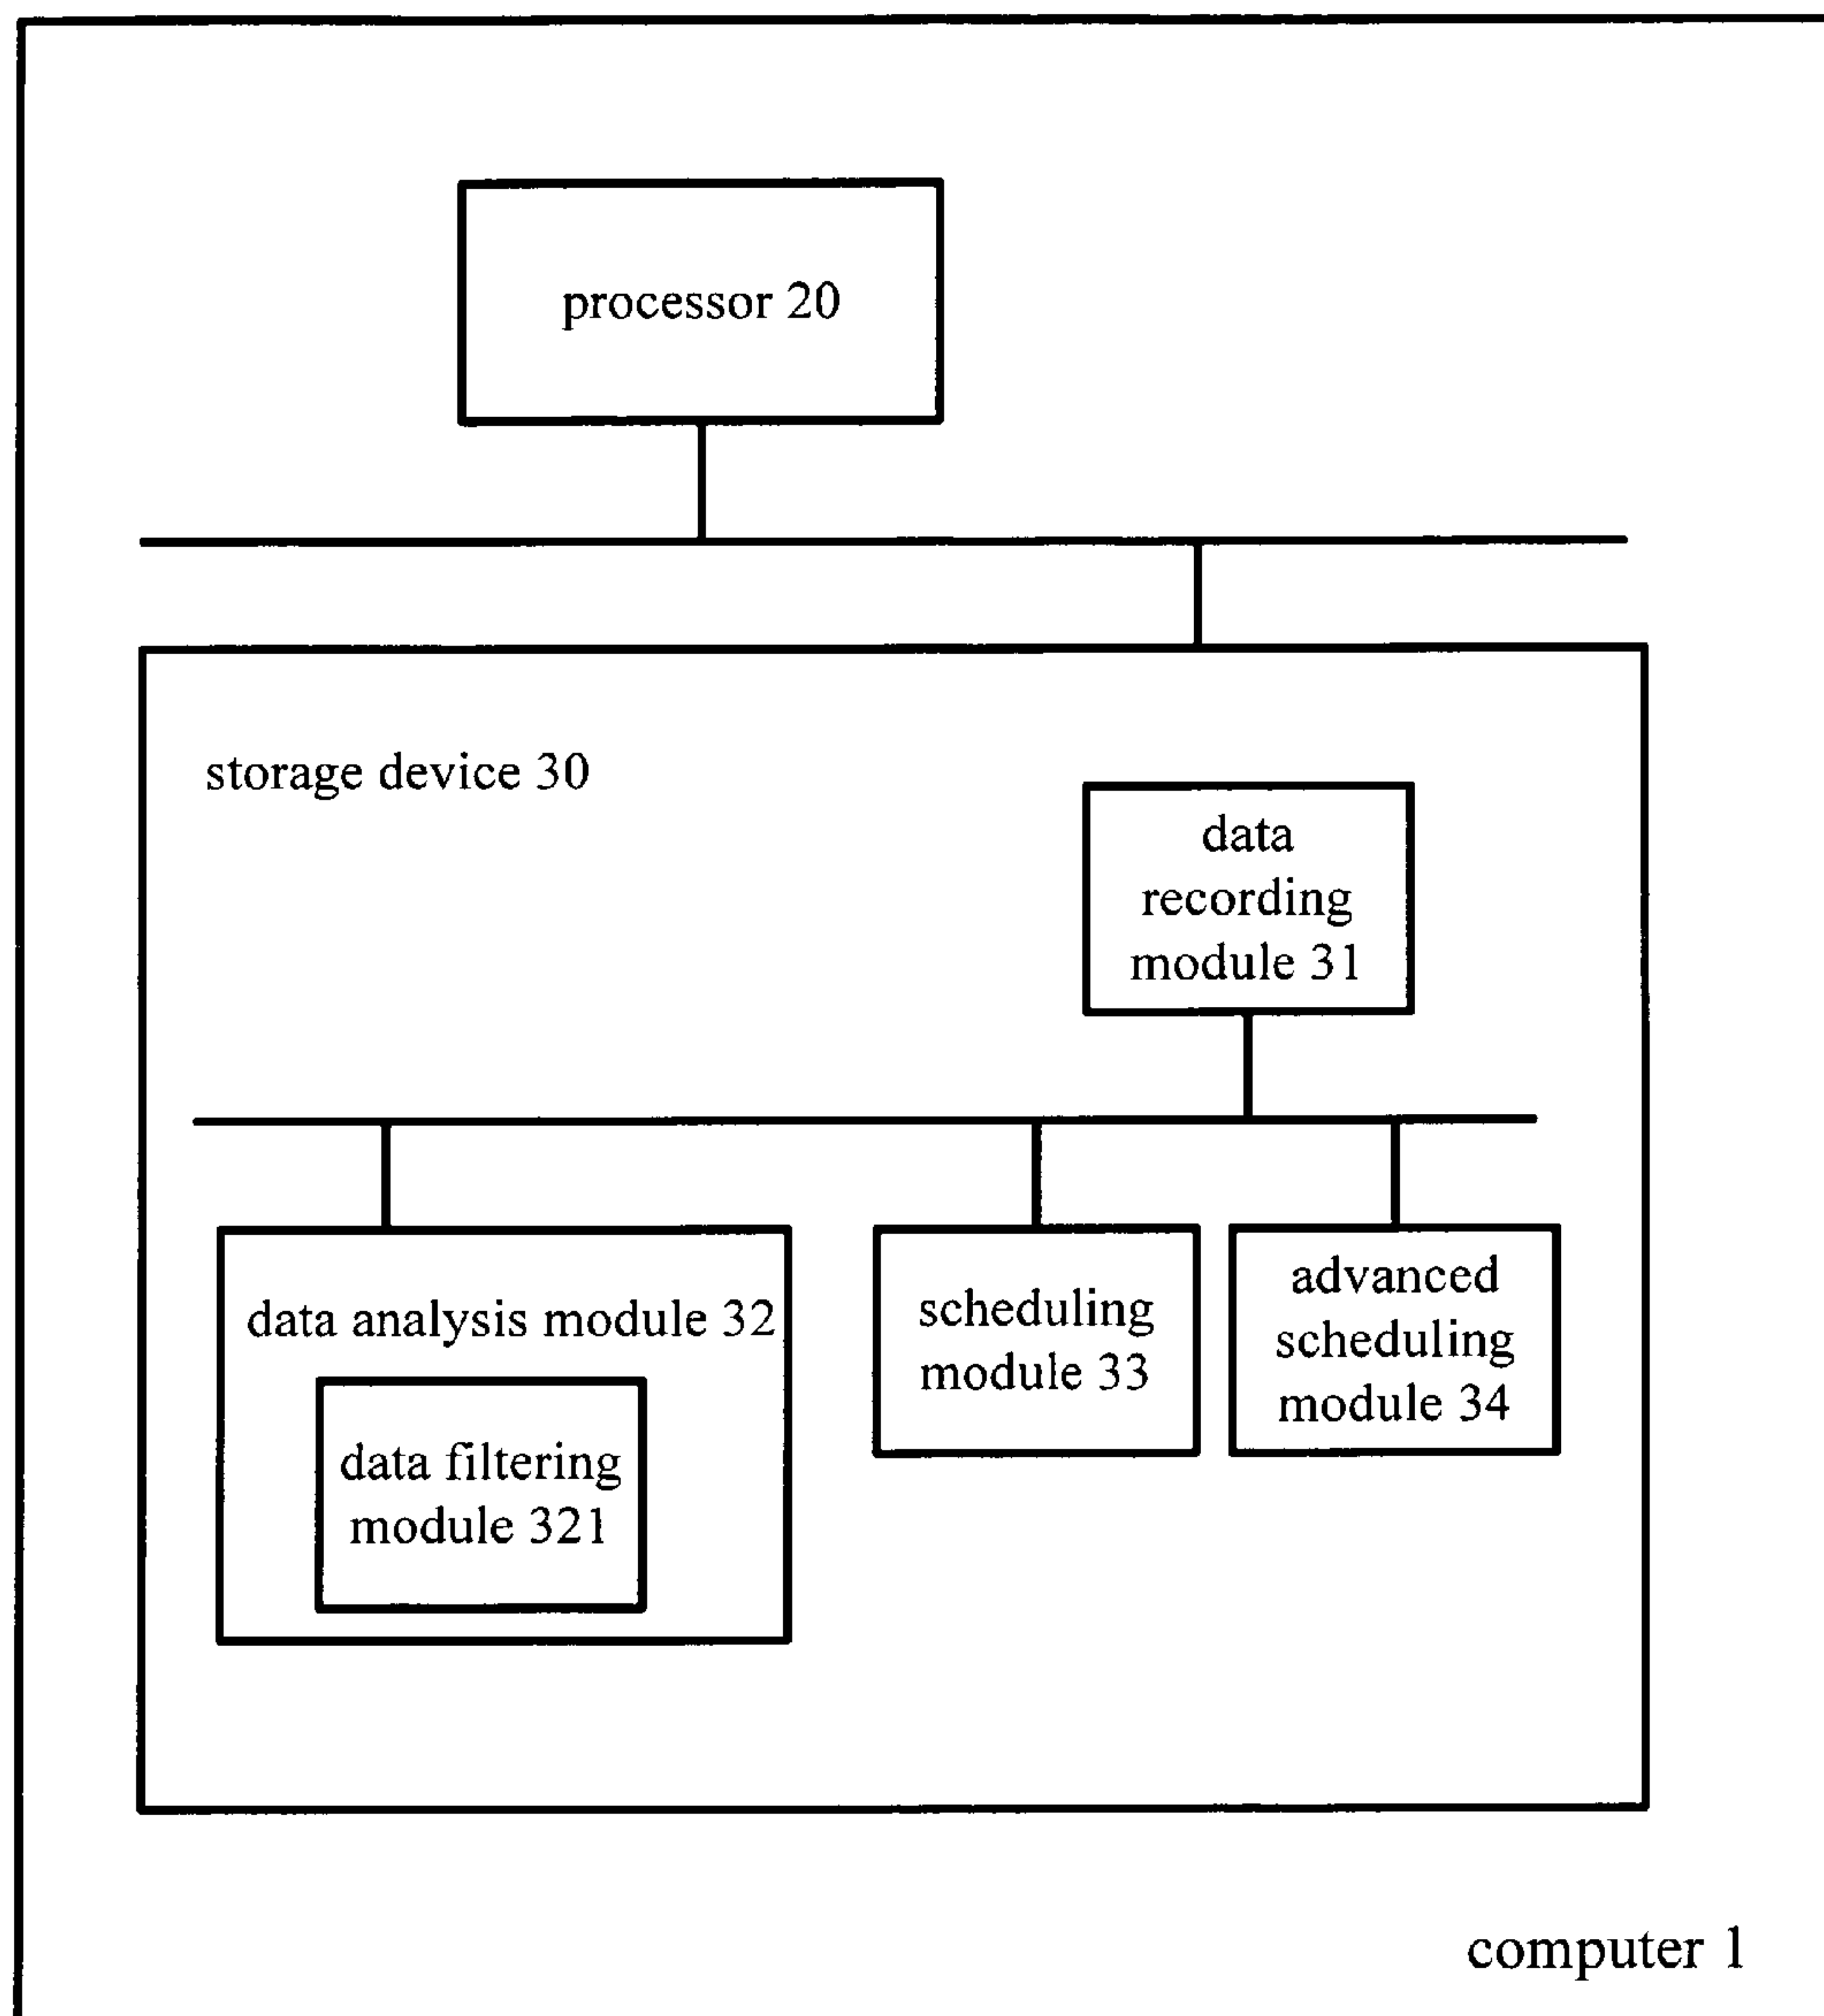 processor 20
storage device 30
data
recording
module 31
data analysis module 32
data filtering
module 321
scheduling
module 33
advanced
scheduling
module 34
computer 1